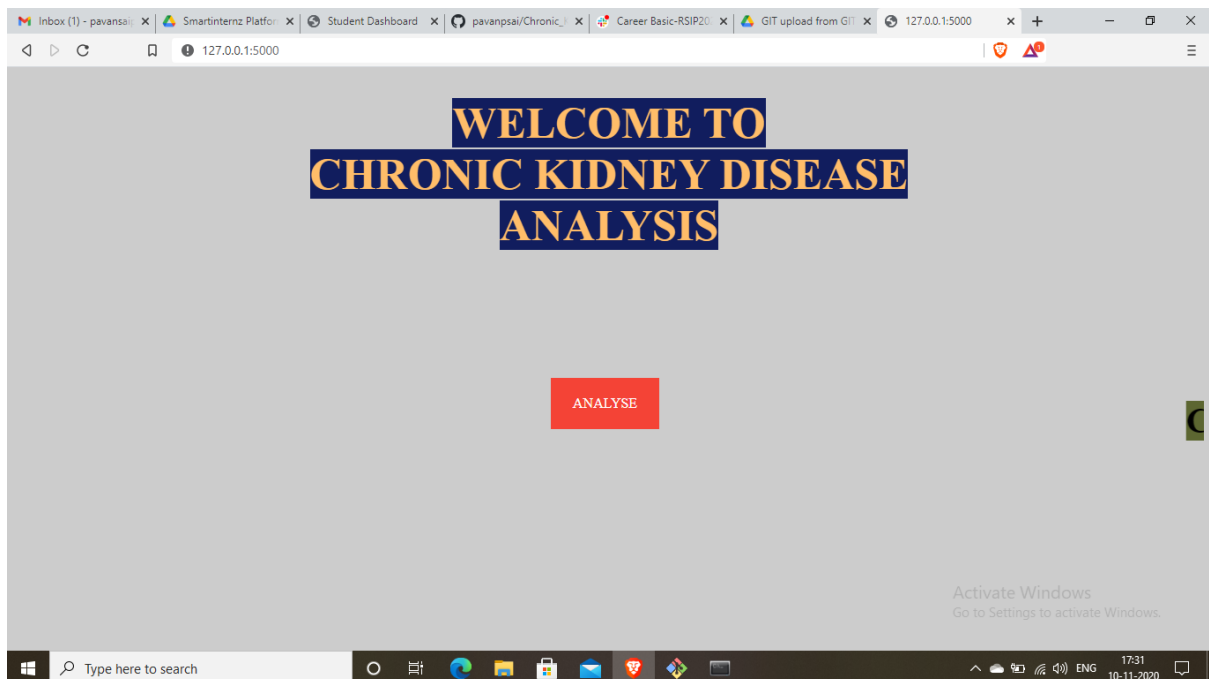 Inbox (1) - pavansai
Smartinternz Platfor
Student Dashboard
pavanpsai/Chronic_
Career Basic-RSIP20
GIT upload from GIT
127.0.0.1:5000
127.0.0.1:5000
1
WELCOME TO
CHRONIC KIDNEY DISEASE
ANALYSIS
ANALYSE
C
Activate Windows
Go to Settings to activate Windows.
Type here to search
ENG
17:31
10-11-2020